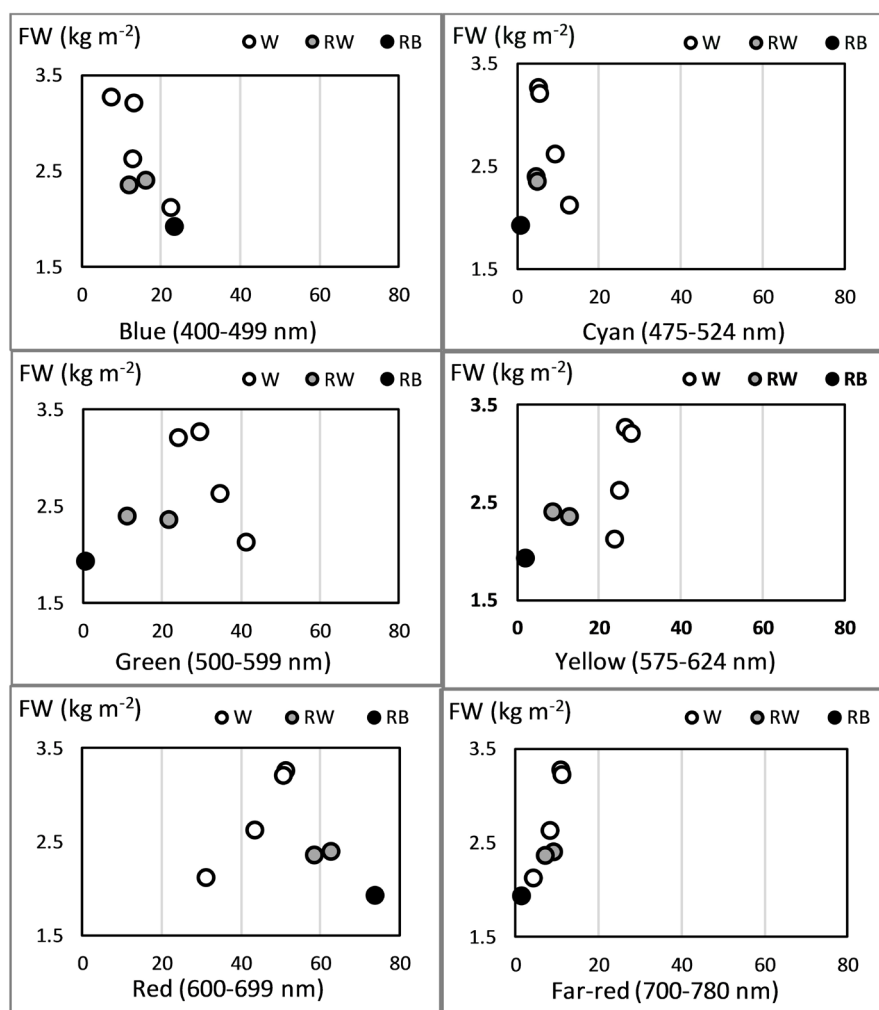 FW (kg m-2)
W RW RB
3.5
2.5
1.5
0 20 40 60 80
Blue (400-499 nm)
FW (kg m-2)
W RW RB
3.5
2.5
1.5
0 20 40 60 80
Cyan (475-524 nm)
FW (kg m-2)
W RW RB
3.5
2.5
1.5
0 20 40 60 80
Green (500-599 nm)
FW (kg m-2)
W RW RB
3.5
2.5
1.5
0 20 40 60 80
Yellow (575-624 nm)
FW (kg m-2)
W RW RB
3.5
2.5
1.5
0 20 40 60 80
Red (600-699 nm)
FW (kg m-2)
W RW RB
3.5
2.5
1.5
0 20 40 60 80
Far-red (700-780 nm)